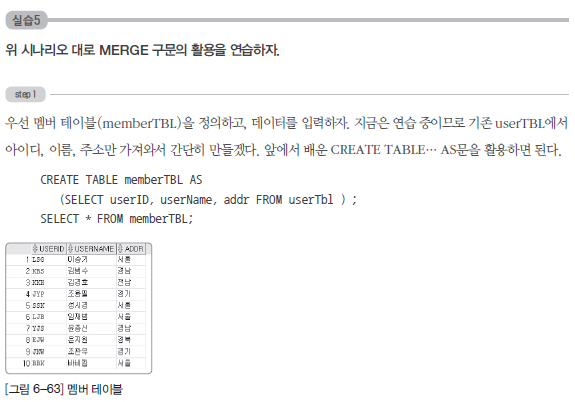 실습5
위 시나리오 대로 MERGE 구문의 활용을 연습하자.
step 1
우선 멤버 테이블(memberTBL)을 정의하고, 데이터를 입력하자. 지금은 연습 중이므로 기존 userTBL에서
아이디, 이름, 주소만 가져와서 간단히 만들겠다. 앞에서 배운 CREATE TABLE… AS문을 활용하면 된다.
CREATE TABLE memberTBL AS
(SELECT userID, userName, addr FROM userTbl ) ;
SELECT * FROM memberTBL;
USERID USERNAME ADDR
1 LSG 이승기 서울
2 KBS 김범수 경남
3 KKH 김경호 전남
4 JYP 조용필 경기
5 SSK 성시경 서울
6 LJB 임재범 서울
7 YJS 윤종신 경남
8 EJW 은지원 경북
9 JKW 조관우 경기
10 BBK 바비킴 서울
[그림 6–63] 멤버 테이블